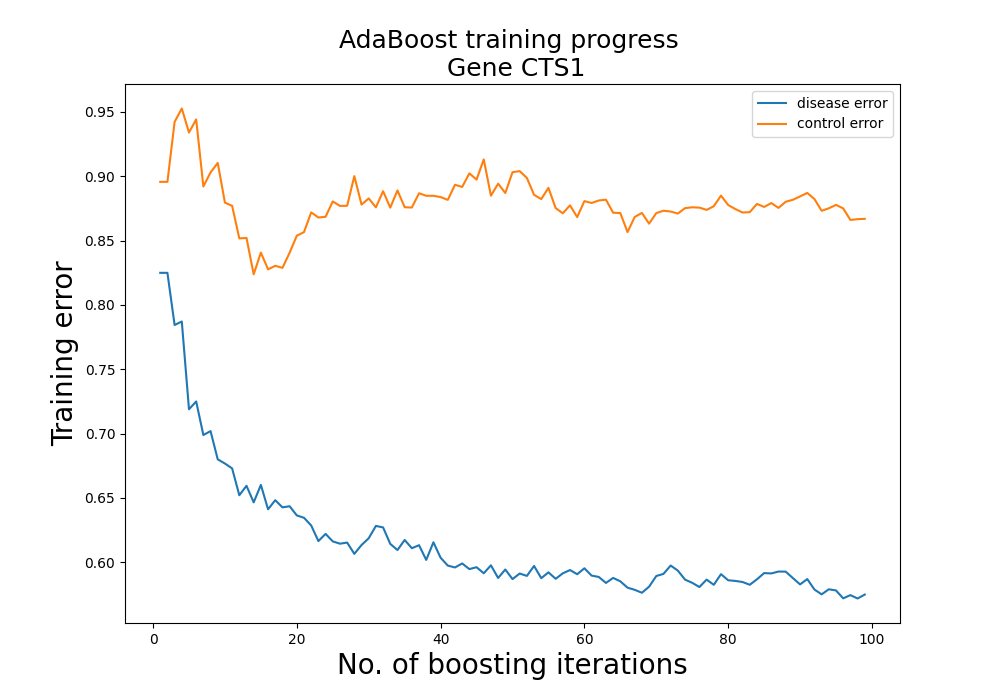 AdaBoost training progress
Gene CTS1
disease error
control error
0.95
0.90
0.85
0.80
0.75
0.70
0.65
0.60
Training error
0 20 40 60 80 100
No. of boosting iterations